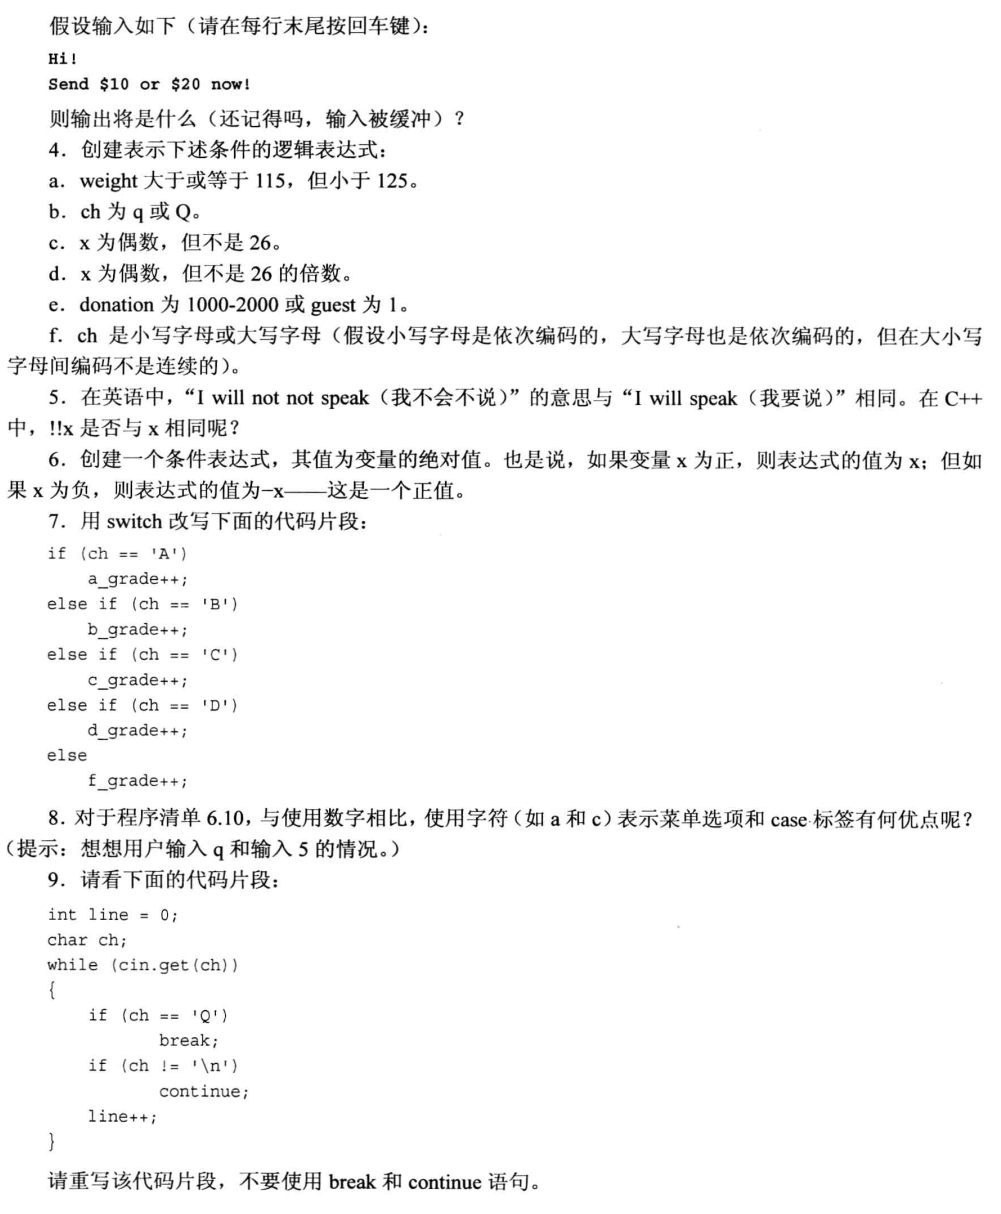 假设输入如下（请在每行末尾按回车键）：
Hi!
Send $10 or $20 now!
则输出将是什么（还记得吗，输入被缓冲）？
4．创建表示下述条件的逻辑表达式：
a．weight 大于或等于 115，但小于 125。
b．ch 为 q 或 Q。
c．x 为偶数，但不是 26。
d．x 为偶数，但不是 26 的倍数。
e．donation 为 1000-2000 或 guest 为 1。
f．ch 是小写字母或大写字母（假设小写字母是依次编码的，大写字母也是依次编码的，但在大小写
字母间编码不是连续的）。
5．在英语中，“I will not not speak（我不会不说）”的意思与“I will speak（我要说）”相同。在 C++
中，!!x 是否与 x 相同呢？
6．创建一个条件表达式，其值为变量的绝对值。也是说，如果变量 x 为正，则表达式的值为 x；但如
果 x 为负，则表达式的值为−x——这是一个正值。
7．用 switch 改写下面的代码片段：
if (ch == 'A')
    a_grade++;
else if (ch == 'B')
    b_grade++;
else if (ch == 'C')
    c_grade++;
else if (ch == 'D')
    d_grade++;
else
    f_grade++;
8．对于程序清单 6.10，与使用数字相比，使用字符（如 a 和 c）表示菜单选项和 case 标签有何优点呢？
（提示：想想用户输入 q 和输入 5 的情况。）
9．请看下面的代码片段：
int line = 0;
char ch;
while (cin.get(ch))
{
    if (ch == 'Q')
           break;
    if (ch != '\n')
           continue;
    line++;
}
请重写该代码片段，不要使用 break 和 continue 语句。